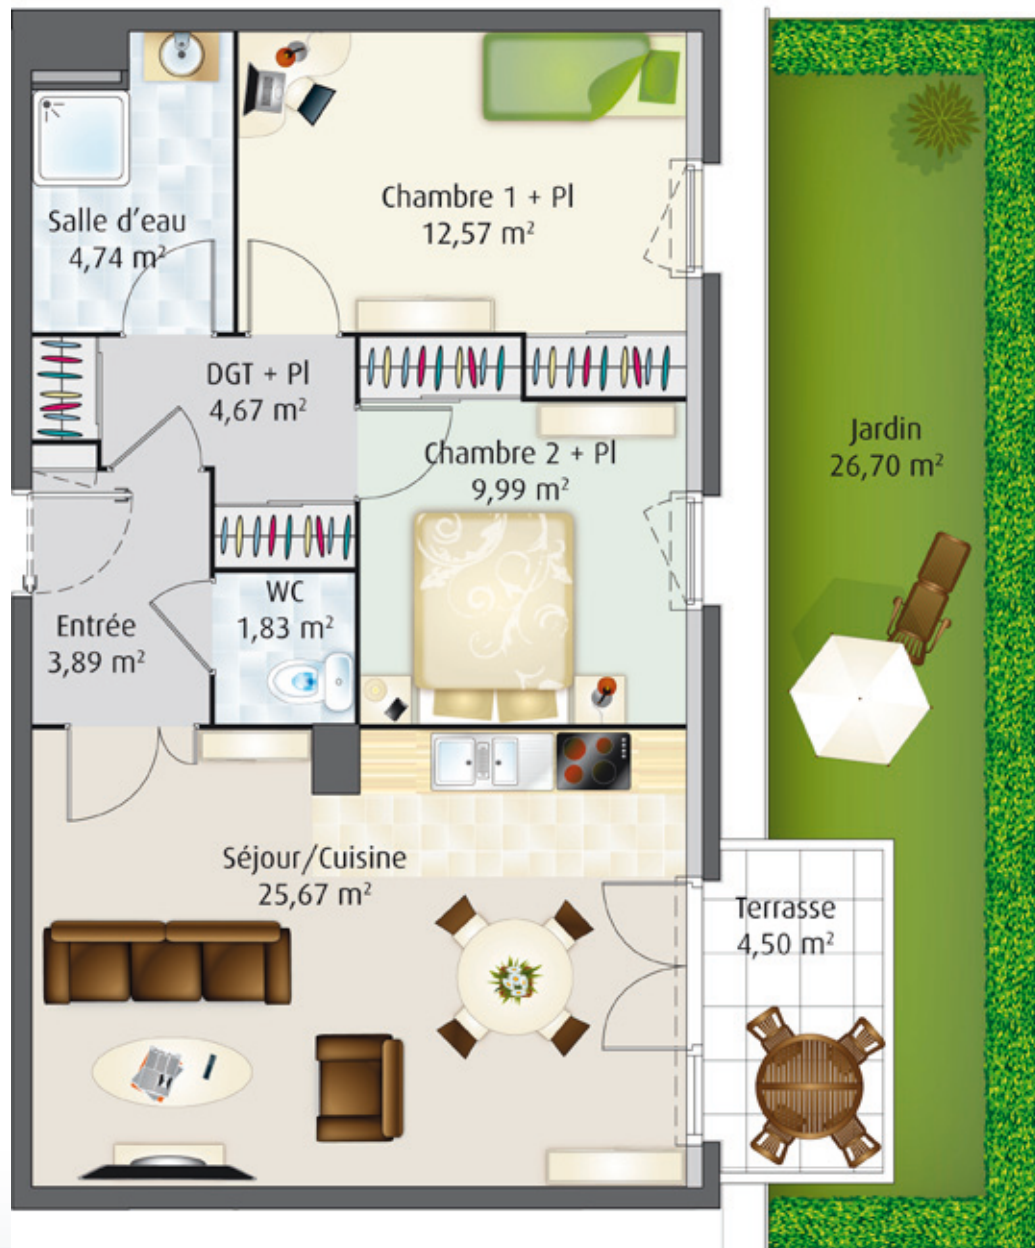 Chambre 1 + Pl
12,57 m²
Salle d'eau
4,74 m²
DGT + Pl
4,67 m²
Chambre 2 + Pl
9,99 m²
Jardin
26,70 m²
WC
1,83 m²
Entrée
3,89 m²
Séjour/Cuisine
25,67 m²
Terrasse
4,50 m²